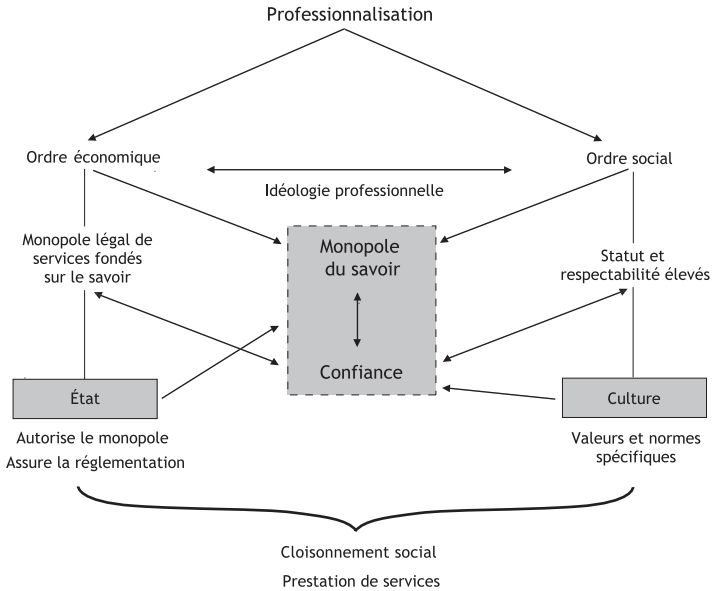 Professionnalisation
Ordre économique
Ordre social
Idéologie professionnelle
Monopole légal de
services fondés
sur le savoir
Monopole
du savoir
Confiance
Statut et
respectabilité élevés
État
Culture
Autorise le monopole
Assure la réglementation
Valeurs et normes
spécifiques
Cloisonnement social
Prestation de services